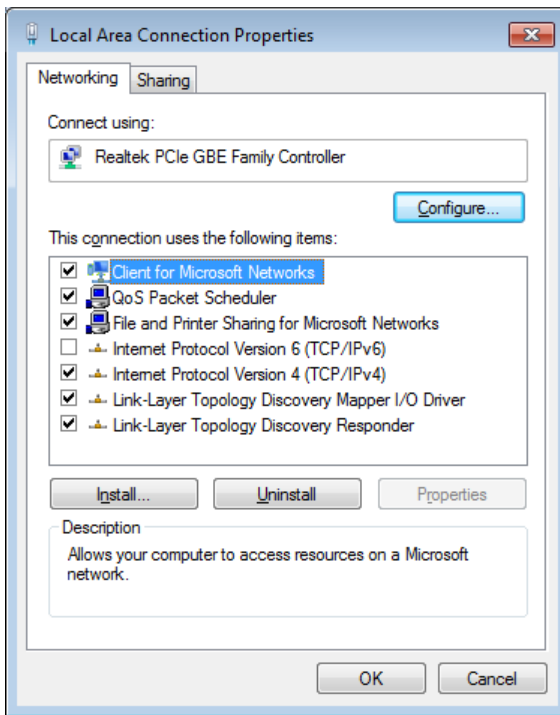 Local Area Connection Properties
Networking
Sharing
Connect using:
Realtek PCIe GBE Family Controller
Configure...
This connection uses the following items:
Client for Microsoft Networks
QoS Packet Scheduler
File and Printer Sharing for Microsoft Networks
Internet Protocol Version 6 (TCP/IPv6)
Internet Protocol Version 4 (TCP/IPv4)
Link-Layer Topology Discovery Mapper I/O Driver
Link-Layer Topology Discovery Responder
Install...
Uninstall
Properties
Description
Allows your computer to access resources on a Microsoft
network.
OK
Cancel